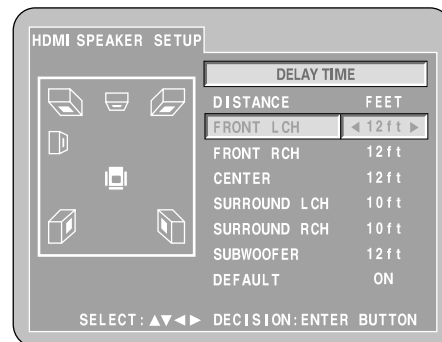 HDMI SPEAKER SETUP
DELAY TIME
DISTANCE FEET
FRONT LCH ◀ 12ft ▶
FRONT RCH 12ft
CENTER 12ft
SURROUND LCH 10ft
SURROUND RCH 10ft
SUBWOOFER 12ft
DEFAULT ON
SELECT:▲▼◀▶ DECISION:ENTER BUTTON